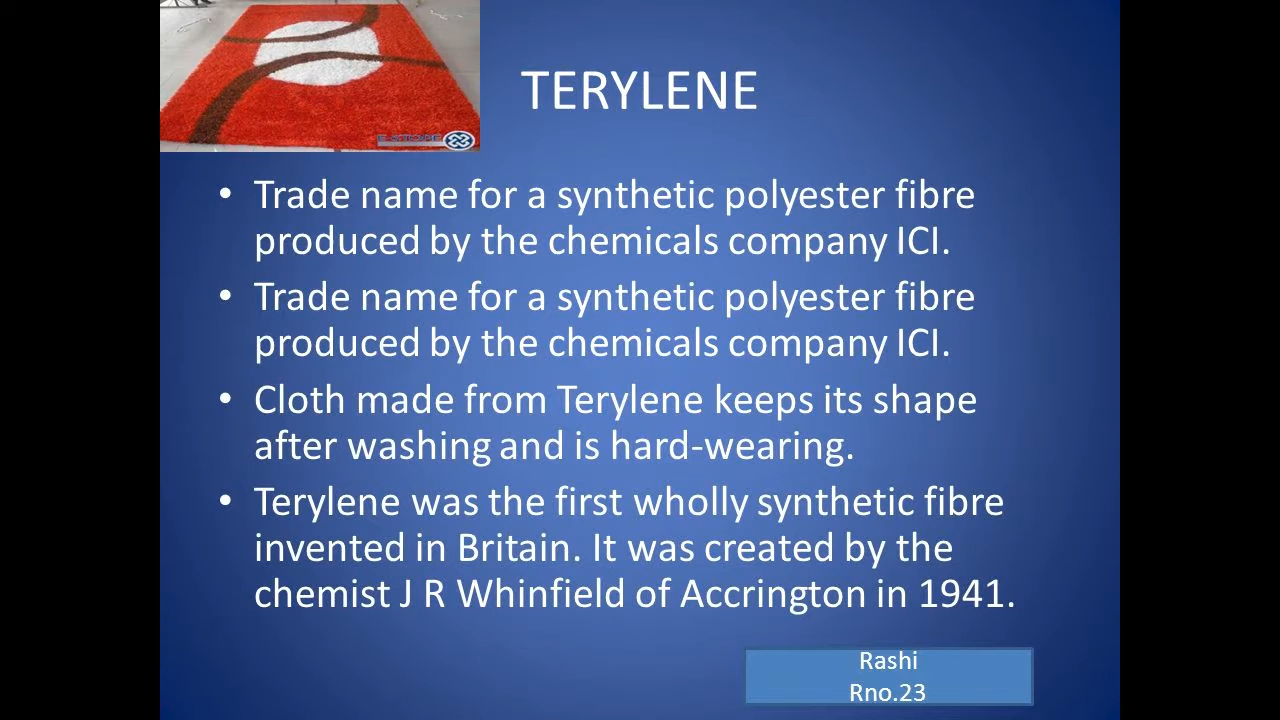 TERYLENE
• Trade name for a synthetic polyester fibre
produced by the chemicals company ICI.
• Trade name for a synthetic polyester fibre
produced by the chemicals company ICI.
• Cloth made from Terylene keeps its shape
after washing and is hard-wearing.
• Terylene was the first wholly synthetic fibre
invented in Britain. It was created by the
chemist J R Whinfield of Accrington in 1941.
Rashi
Rno.23